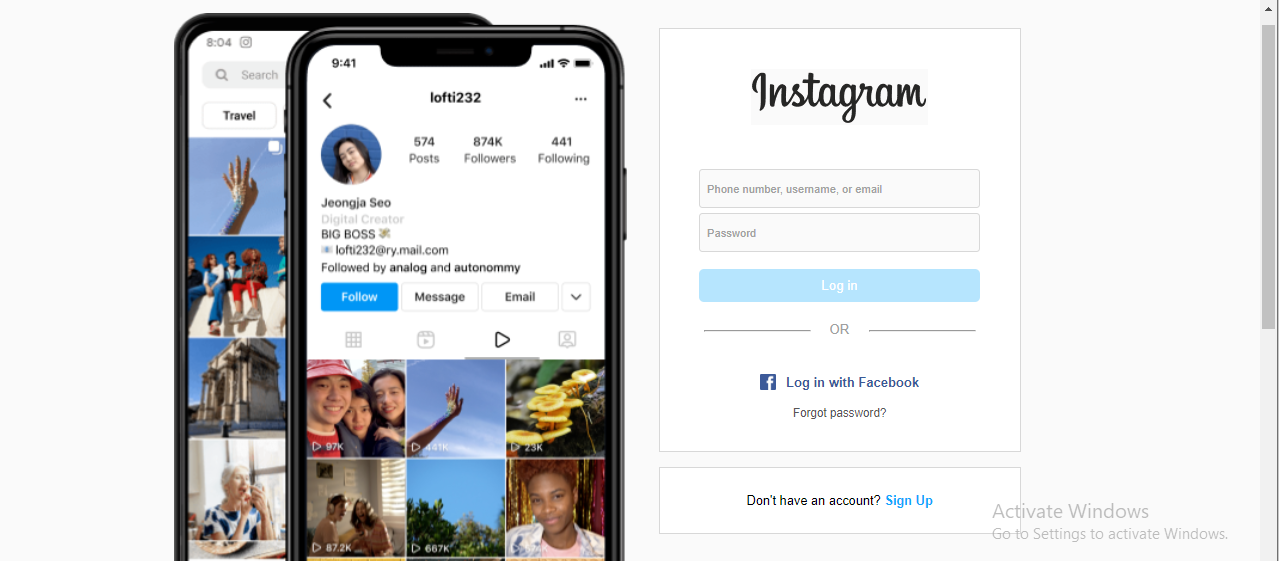 8:04
Search
Travel
9:41
lofti232
574
874K
441
Posts
Followers
Following
Jeongja Seo
Digital Creator
BIG BOSS
lofti232@ry.mail.com
Followed by analog and autonommy
Follow
Message
Email
97K
441K
23K
87.2K
667K
Instagram
Phone number, username, or email
Password
Log in
OR
Log in with Facebook
Forgot password?
Don't have an account? Sign Up
Activate Windows
Go to Settings to activate Windows.